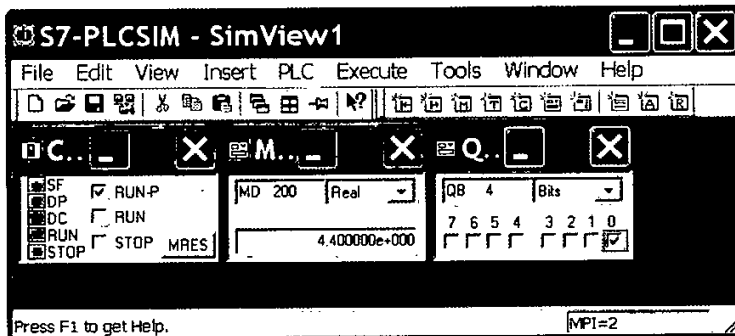 S7-PLCSIM - SimView1
File Edit View Insert PLC Execute Tools Window Help
C.. M... Q..
SF
DP
DC
RUN
STOP
RUN-P
RUN
STOP MRES
MD 200 Real
4.400000e+000
QB 4 Bits
7 6 5 4 3 2 1 0
Press F1 to get Help. MPI=2